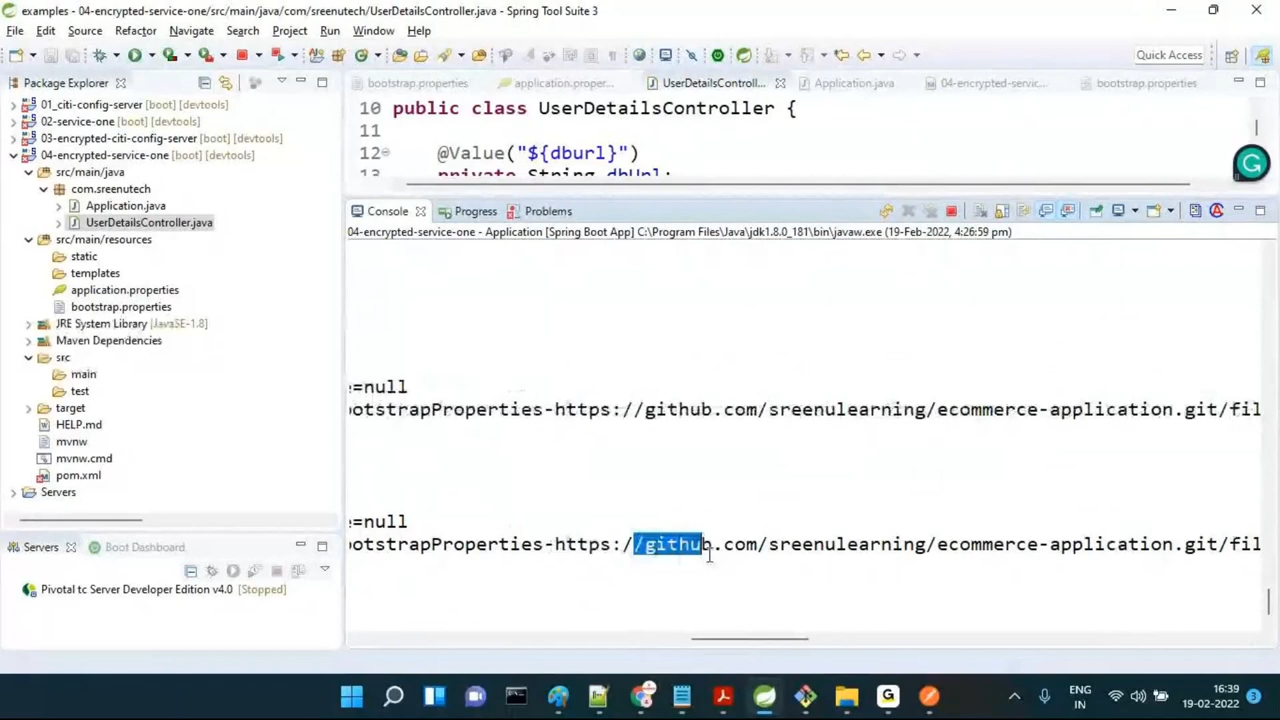 examples - 04-encrypted-service-one/src/main/java/com/sreenutech/UserDetailsController.java - Spring Tool Suite 3
File Edit Source Refactor Navigate Search Project Run Window Help
Quick Access
Package Explorer
01_citi-config-server [boot] [devtools]
02-service-one [boot] [devtools]
03-encrypted-citi-config-server [boot] [devtools]
04-encrypted-service-one [boot] [devtools]
src/main/java
com.sreenutech
Application.java
UserDetailsController.java
src/main/resources
static
templates
application.properties
bootstrap.properties
JRE System Library [JavaSE-1.8]
Maven Dependencies
src
main
test
target
HELP.md
mvnw
mvnw.cmd
pom.xml
Servers
Servers Boot Dashboard
Pivotal tc Server Developer Edition v4.0 [Stopped]
bootstrap.properties application.proper... UserDetailsControll... Application.java 04-encrypted-servic... bootstrap.properties
10 public class UserDetailsController {
11
12 @Value("${dburl}")
13 private String dbUrl;
Console Progress Problems
04-encrypted-service-one - Application [Spring Boot App] C:\Program Files\Java\jdk1.8.0_181\bin\javaw.exe (19-Feb-2022, 4:26:59 pm)
e=null
ootstrapProperties-https://github.com/sreenulearning/ecommerce-application.git/fil
e=null
ootstrapProperties-https://github.com/sreenulearning/ecommerce-application.git/fil
ENG
IN
16:39
19-02-2022
3